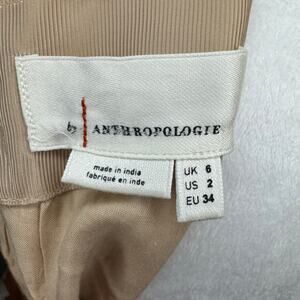 by ANTHROPOLOGIE
made in india
fabriqué en inde
UK 6
US 2
EU 34